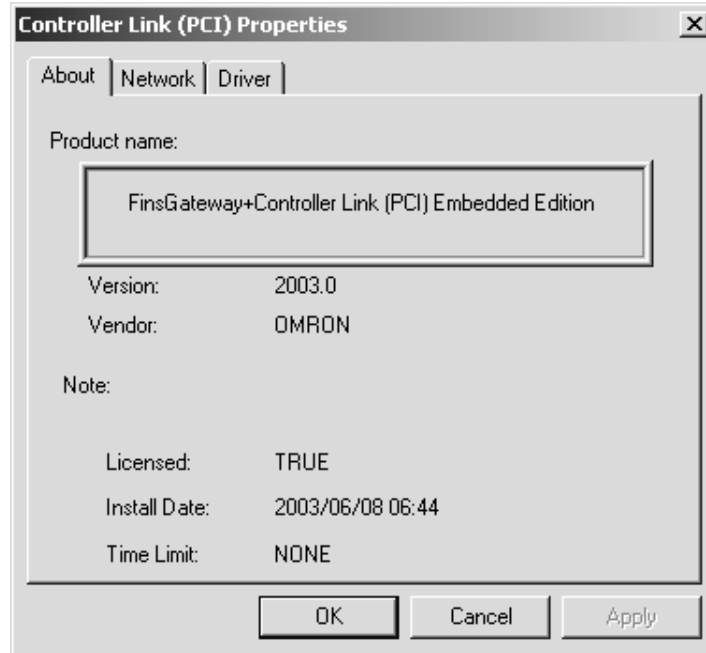 Controller Link (PCI) Properties
About Network Driver
Product name:
FinsGateway+Controller Link (PCI) Embedded Edition
Version: 2003.0
Vendor: OMRON
Note:
Licensed: TRUE
Install Date: 2003/06/08 06:44
Time Limit: NONE
OK Cancel Apply